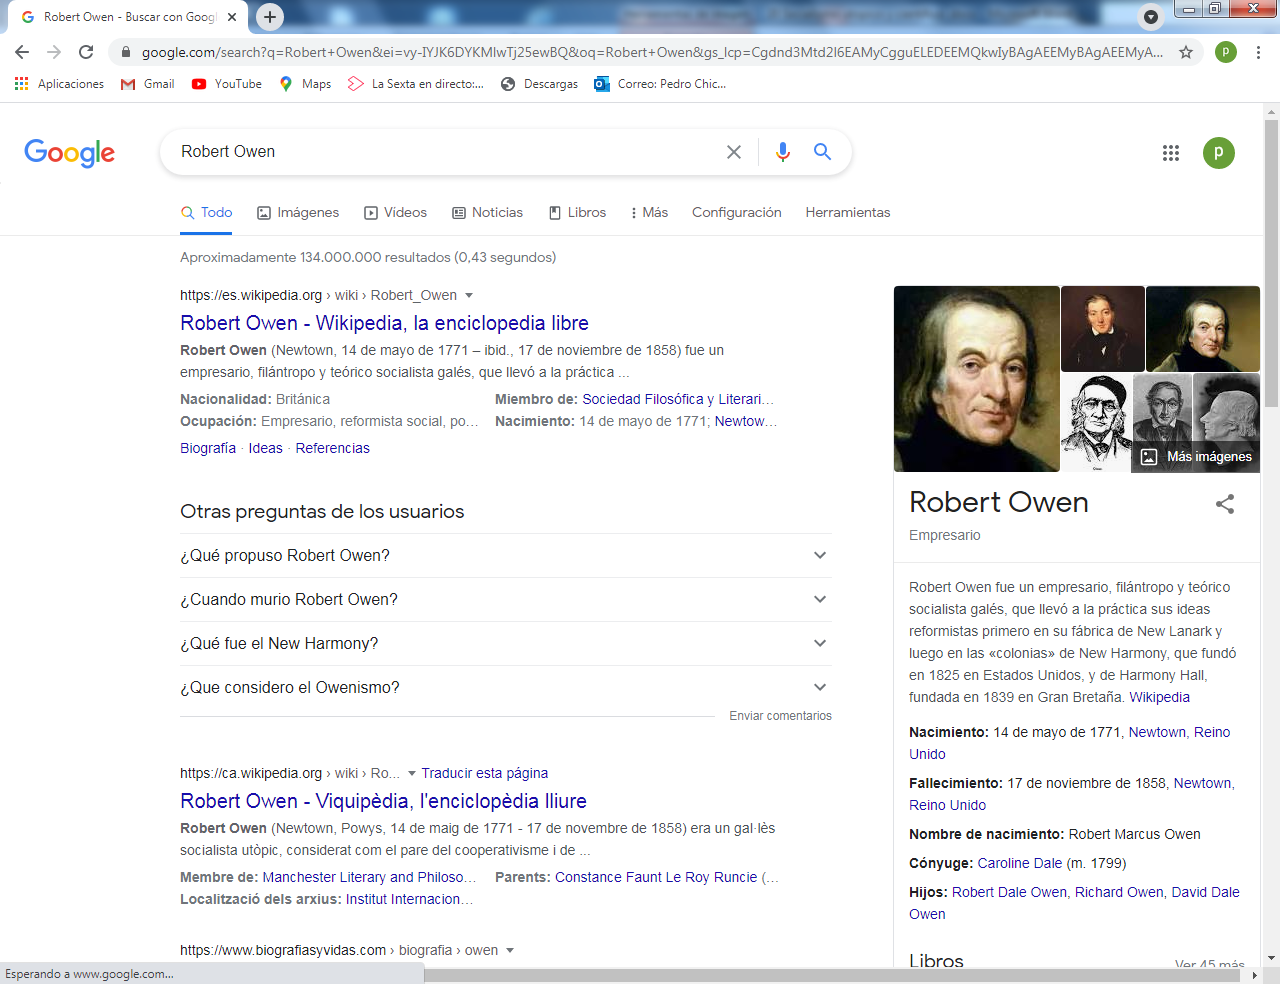 Robert Owen - Buscar con Googl
google.com/search?q=Robert+Owen&ei=vy-IYJK6DYKMlwTj25ewBQ&oq=Robert+Owen&gs_lcp=Cgdnd3Mtd2l6EAMyCgguELEDEEMQkwIyBAgAEEMyBAgAEEMyA...
P
Aplicaciones
Gmail
YouTube
Maps
La Sexta en directo:...
Descargas
Correo: Pedro Chic...
Google
Robert Owen
p
Todo
Imágenes
Vídeos
Noticias
Libros
Más
Configuración
Herramientas
Aproximadamente 134.000.000 resultados (0,43 segundos)
https://es.wikipedia.org › wiki › Robert_Owen
Robert Owen - Wikipedia, la enciclopedia libre
Robert Owen (Newtown, 14 de mayo de 1771 – ibid., 17 de noviembre de 1858) fue un
empresario, filántropo y teórico socialista galés, que llevó a la práctica ...
Nacionalidad: Británica
Miembro de: Sociedad Filosófica y Literari...
Ocupación: Empresario, reformista social, po...
Nacimiento: 14 de mayo de 1771; Newtow...
Biografía · Ideas · Referencias
Otras preguntas de los usuarios
¿Qué propuso Robert Owen?
¿Cuando murio Robert Owen?
¿Qué fue el New Harmony?
¿Que considero el Owenismo?
Enviar comentarios
https://ca.wikipedia.org › wiki › Ro...
Traducir esta página
Robert Owen - Viquipèdia, l'enciclopèdia lliure
Robert Owen (Newtown, Powys, 14 de maig de 1771 - 17 de novembre de 1858) era un gal·lès
socialista utòpic, considerat com el pare del cooperativisme i de ...
Membre de: Manchester Literary and Philoso...
Parents: Constance Faunt Le Roy Runcie (...
Localització dels arxius: Institut Internacion...
https://www.biografiasyvidas.com › biografia › owen
Más imágenes
Robert Owen
Empresario
Robert Owen fue un empresario, filántropo y teórico
socialista galés, que llevó a la práctica sus ideas
reformistas primero en su fábrica de New Lanark y
luego en las «colonias» de New Harmony, que fundó
en 1825 en Estados Unidos, y de Harmony Hall,
fundada en 1839 en Gran Bretaña. Wikipedia
Nacimiento: 14 de mayo de 1771, Newtown, Reino
Unido
Fallecimiento: 17 de noviembre de 1858, Newtown,
Reino Unido
Nombre de nacimiento: Robert Marcus Owen
Cónyuge: Caroline Dale (m. 1799)
Hijos: Robert Dale Owen, Richard Owen, David Dale
Owen
Libros
Ver 45 más
Esperando a www.google.com...